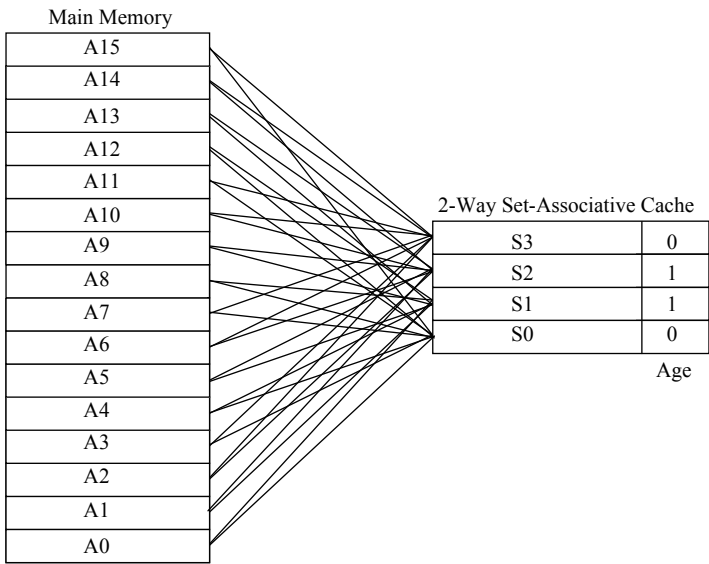 Main Memory
A15
A14
A13
A12
A11
A10
A9
A8
A7
A6
A5
A4
A3
A2
A1
A0
2-Way Set-Associative Cache
S3 0
S2 1
S1 1
S0 0
Age